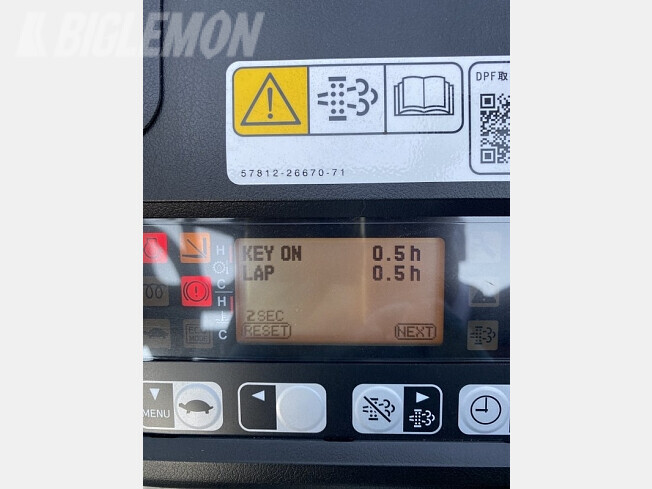 BIGLEMON
DPF取
57812-26670-71
KEY ON 0.5h
LAP 0.5h
2SEC
RESET NEXT
H
C
H
C
MENU